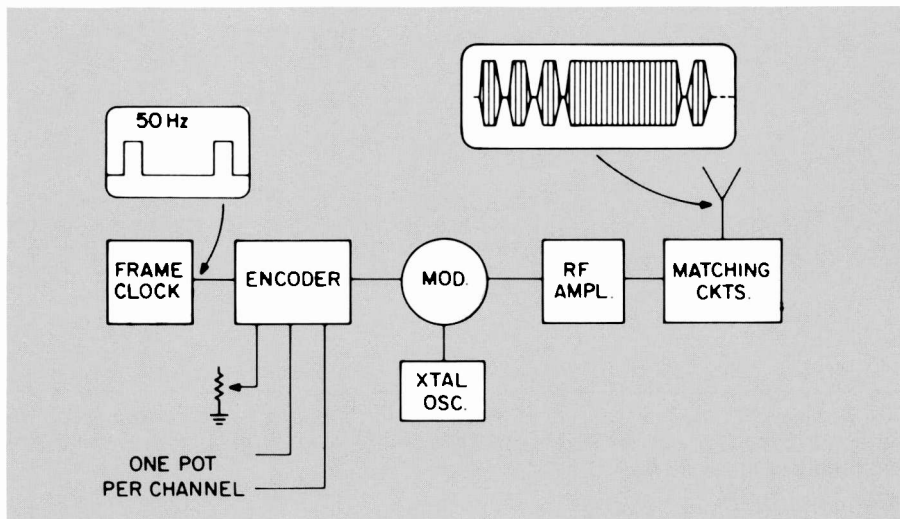 50 Hz
FRAME
CLOCK
ENCODER
MOD.
RF
AMPL.
MATCHING
CKTS.
XTAL
OSC.
ONE POT
PER CHANNEL